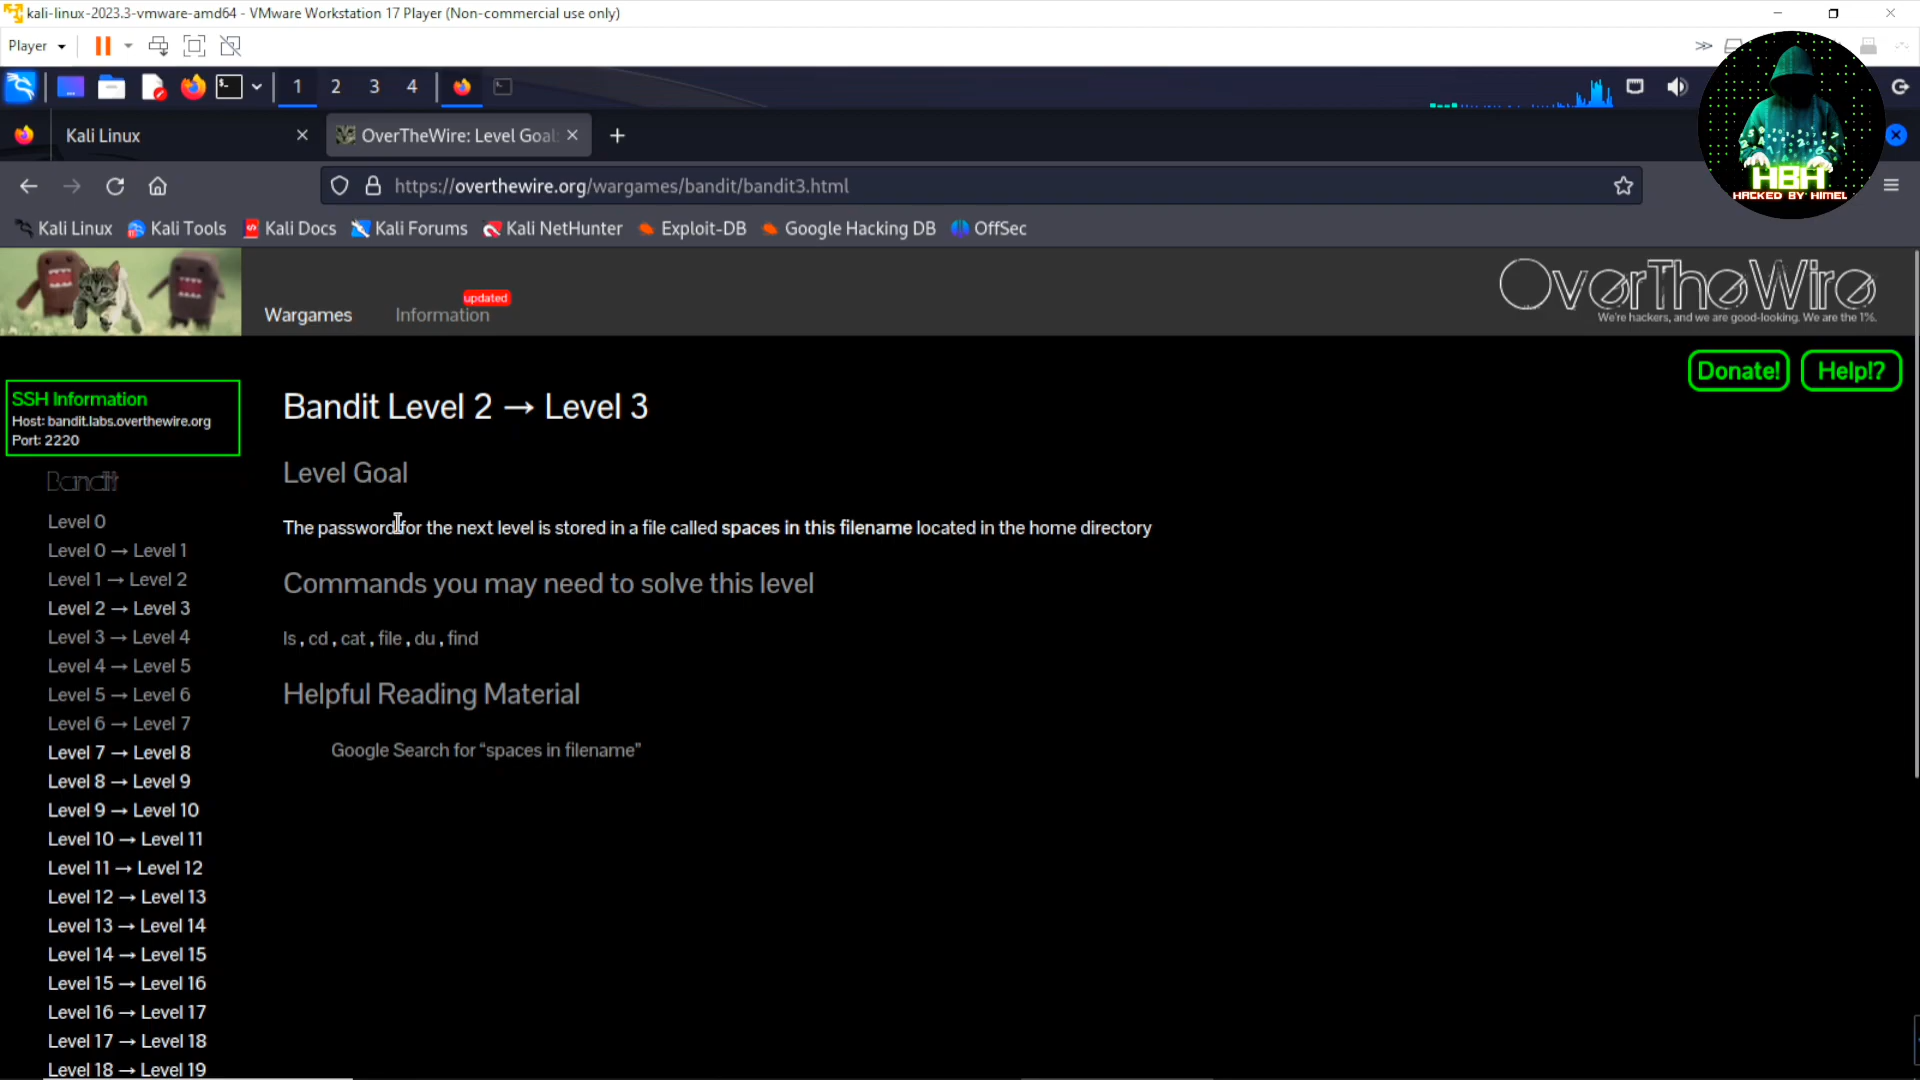 kali-linux-2023.3-vmware-amd64 - VMware Workstation 17 Player (Non-commercial use only)
Player
1 2 3 4
Kali Linux
OverTheWire: Level Goal
https://overthewire.org/wargames/bandit/bandit3.html
Kali Linux Kali Tools Kali Docs Kali Forums Kali NetHunter Exploit-DB Google Hacking DB OffSec
HBH
HACKED BY HIMEL
Wargames
Information
updated
OverTheWire
We're hackers, and we are good-looking. We are the 1%.
Donate! Help!?
SSH Information
Host: bandit.labs.overthewire.org
Port: 2220
Bandit
Level 0
Level 0 → Level 1
Level 1 → Level 2
Level 2 → Level 3
Level 3 → Level 4
Level 4 → Level 5
Level 5 → Level 6
Level 6 → Level 7
Level 7 → Level 8
Level 8 → Level 9
Level 9 → Level 10
Level 10 → Level 11
Level 11 → Level 12
Level 12 → Level 13
Level 13 → Level 14
Level 14 → Level 15
Level 15 → Level 16
Level 16 → Level 17
Level 17 → Level 18
Level 18 → Level 19
Bandit Level 2 → Level 3
Level Goal
The password for the next level is stored in a file called spaces in this filename located in the home directory
Commands you may need to solve this level
ls , cd , cat , file , du , find
Helpful Reading Material
Google Search for “spaces in filename”